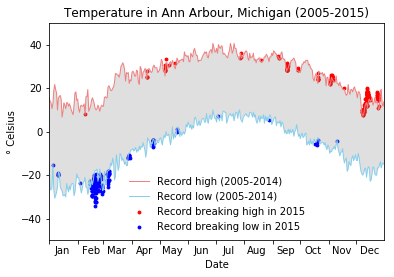 Temperature in Ann Arbour, Michigan (2005-2015)
40
20
0
−20
−40
° Celsius
Record high (2005-2014)
Record low (2005-2014)
Record breaking high in 2015
Record breaking low in 2015
Jan Feb Mar Apr May Jun Jul Aug Sep Oct Nov Dec
Date